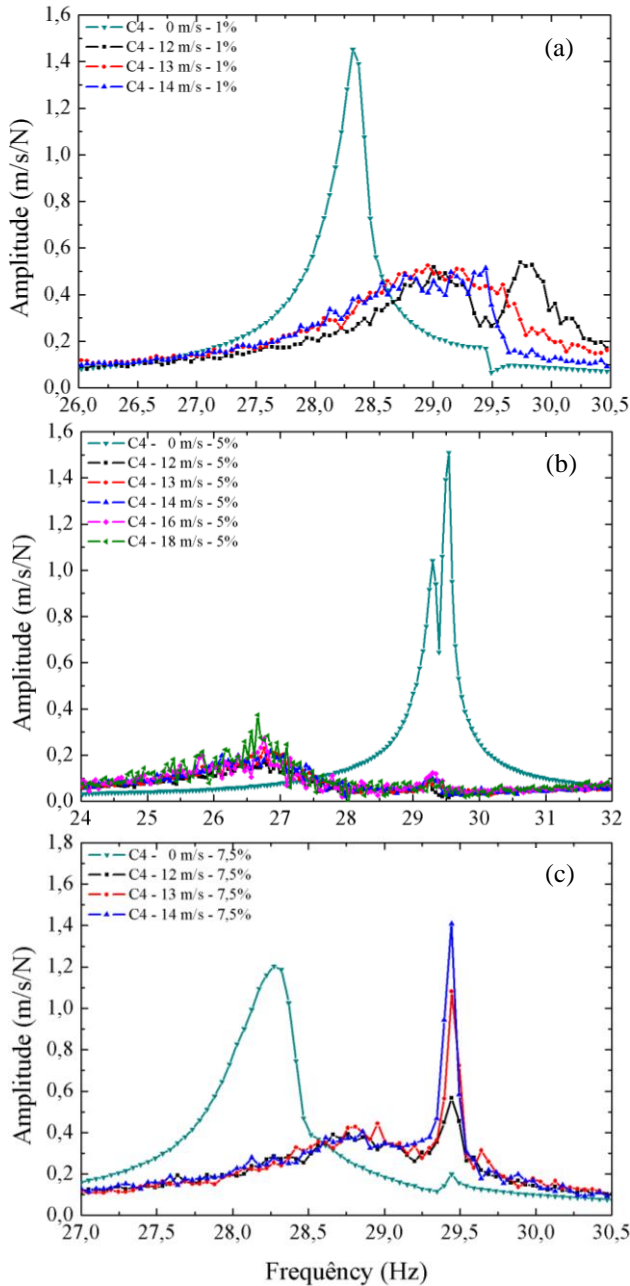 1,6
1,4
1,2
1,0
0,8
0,6
0,4
0,2
0,0
Amplitude (m/s/N)
C4 - 0 m/s - 1%
C4 - 12 m/s - 1%
C4 - 13 m/s - 1%
C4 - 14 m/s - 1%
(a)
26,0 26,5 27,0 27,5 28,0 28,5 29,0 29,5 30,0 30,5
1,6
1,4
1,2
1,0
0,8
0,6
0,4
0,2
0,0
Amplitude (m/s/N)
C4 - 0 m/s - 5%
C4 - 12 m/s - 5%
C4 - 13 m/s - 5%
C4 - 14 m/s - 5%
C4 - 16 m/s - 5%
C4 - 18 m/s - 5%
(b)
24 25 26 27 28 29 30 31 32
1,8
1,6
1,4
1,2
1,0
0,8
0,6
0,4
0,2
0,0
Amplitude (m/s/N)
C4 - 0 m/s - 7,5%
C4 - 12 m/s - 7,5%
C4 - 13 m/s - 7,5%
C4 - 14 m/s - 7,5%
(c)
27,0 27,5 28,0 28,5 29,0 29,5 30,0 30,5
Frequêncy (Hz)